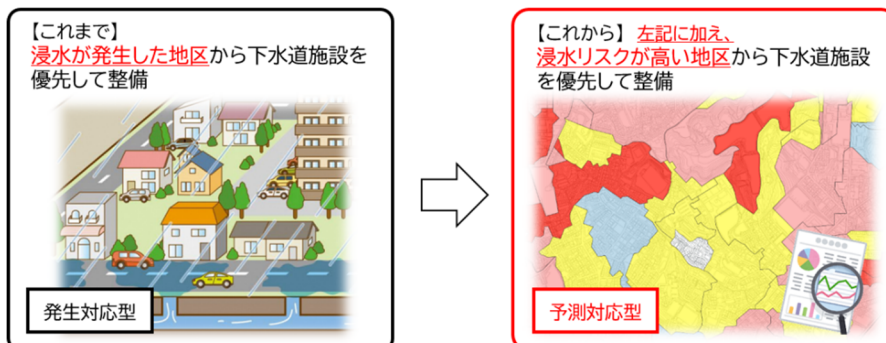 【これまで】
浸水が発生した地区から下水道施設を
優先して整備
発生対応型
【これから】 左記に加え、
浸水リスクが高い地区から下水道施設
を優先して整備
予測対応型